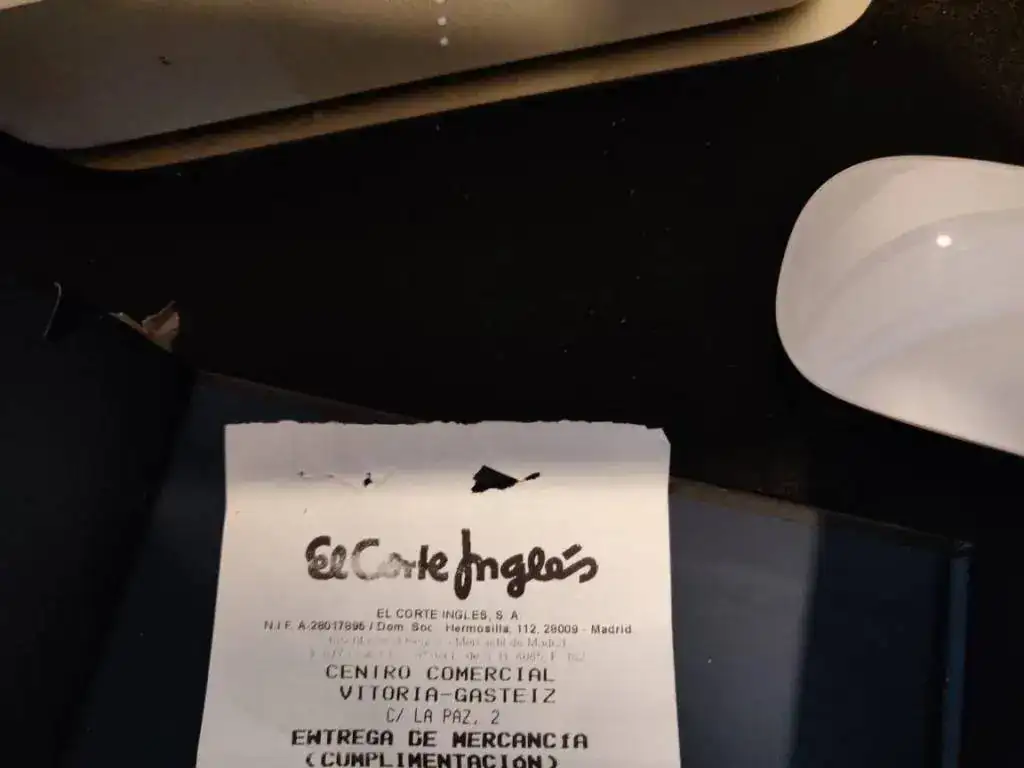 El Corte Inglés
EL CORTE INGLES, S. A.
N.I.F. A-28017895 / Dom. Soc. Hermosilla, 112, 28009 - Madrid
CENTRO COMERCIAL
VITORIA-GASTEIZ
C/ LA PAZ, 2
ENTREGA DE MERCANCIA
(CUMPLIMENTACIÓN)